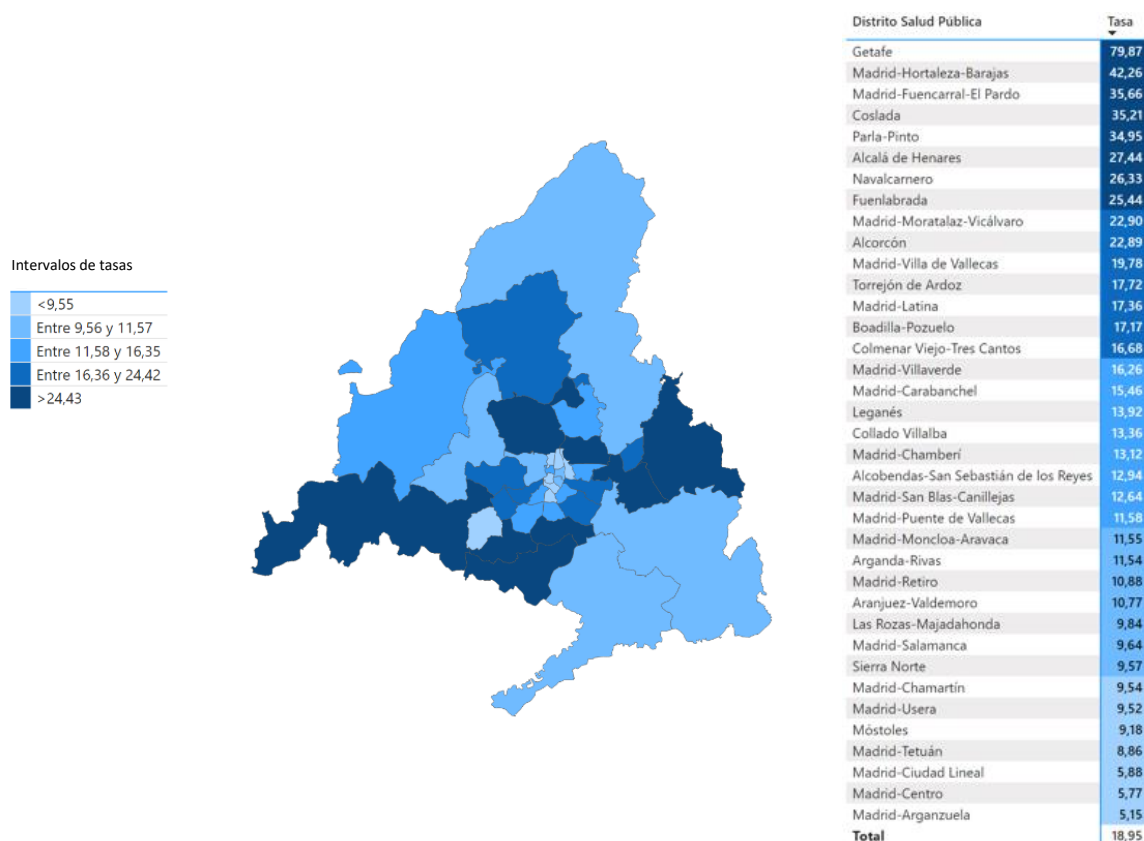 Intervalos de tasas
<9,55
Entre 9,56 y 11,57
Entre 11,58 y 16,35
Entre 16,36 y 24,42
>24,43
Distrito Salud Pública Tasa
Getafe 79,87
Madrid-Hortaleza-Barajas 42,26
Madrid-Fuencarral-El Pardo 35,66
Coslada 35,21
Parla-Pinto 34,95
Alcalá de Henares 27,44
Navalcarnero 26,33
Fuenlabrada 25,44
Madrid-Moratalaz-Vicálvaro 22,90
Alcorcón 22,89
Madrid-Villa de Vallecas 19,78
Torrejón de Ardoz 17,72
Madrid-Latina 17,36
Boadilla-Pozuelo 17,17
Colmenar Viejo-Tres Cantos 16,68
Madrid-Villaverde 16,26
Madrid-Carabanchel 15,46
Leganés 13,92
Collado Villalba 13,36
Madrid-Chamberí 13,12
Alcobendas-San Sebastián de los Reyes 12,94
Madrid-San Blas-Canillejas 12,64
Madrid-Puente de Vallecas 11,58
Madrid-Moncloa-Aravaca 11,55
Arganda-Rivas 11,54
Madrid-Retiro 10,88
Aranjuez-Valdemoro 10,77
Las Rozas-Majadahonda 9,84
Madrid-Salamanca 9,64
Sierra Norte 9,57
Madrid-Chamartín 9,54
Madrid-Usera 9,52
Móstoles 9,18
Madrid-Tetuán 8,86
Madrid-Ciudad Lineal 5,88
Madrid-Centro 5,77
Madrid-Arganzuela 5,15
Total 18,95